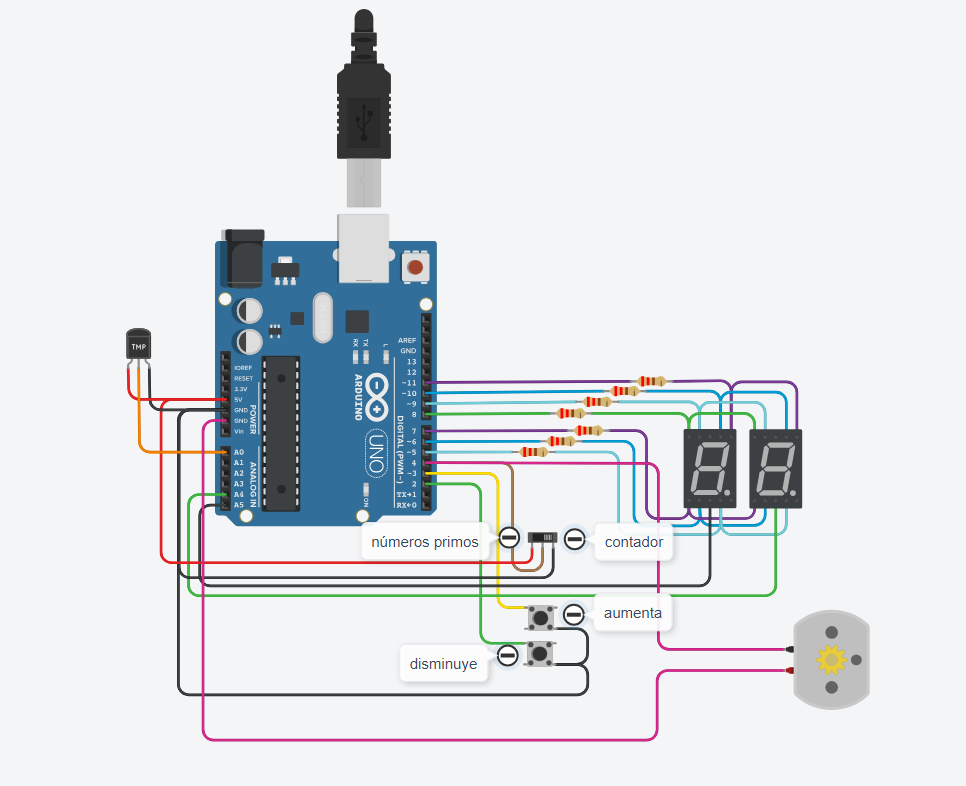 TMP
IOREF
RESET
3.3V
5V
GND
GND
Vin
POWER
A0
A1
A2
A3
A4
A5
ANALOG IN
RX
TX
L
ARDUINO
UNO
ON
AREF
GND
13
12
~11
~10
~9
8
7
~6
~5
4
~3
2
TX→1
RX←0
DIGITAL (PWM~)
números primos
contador
aumenta
disminuye